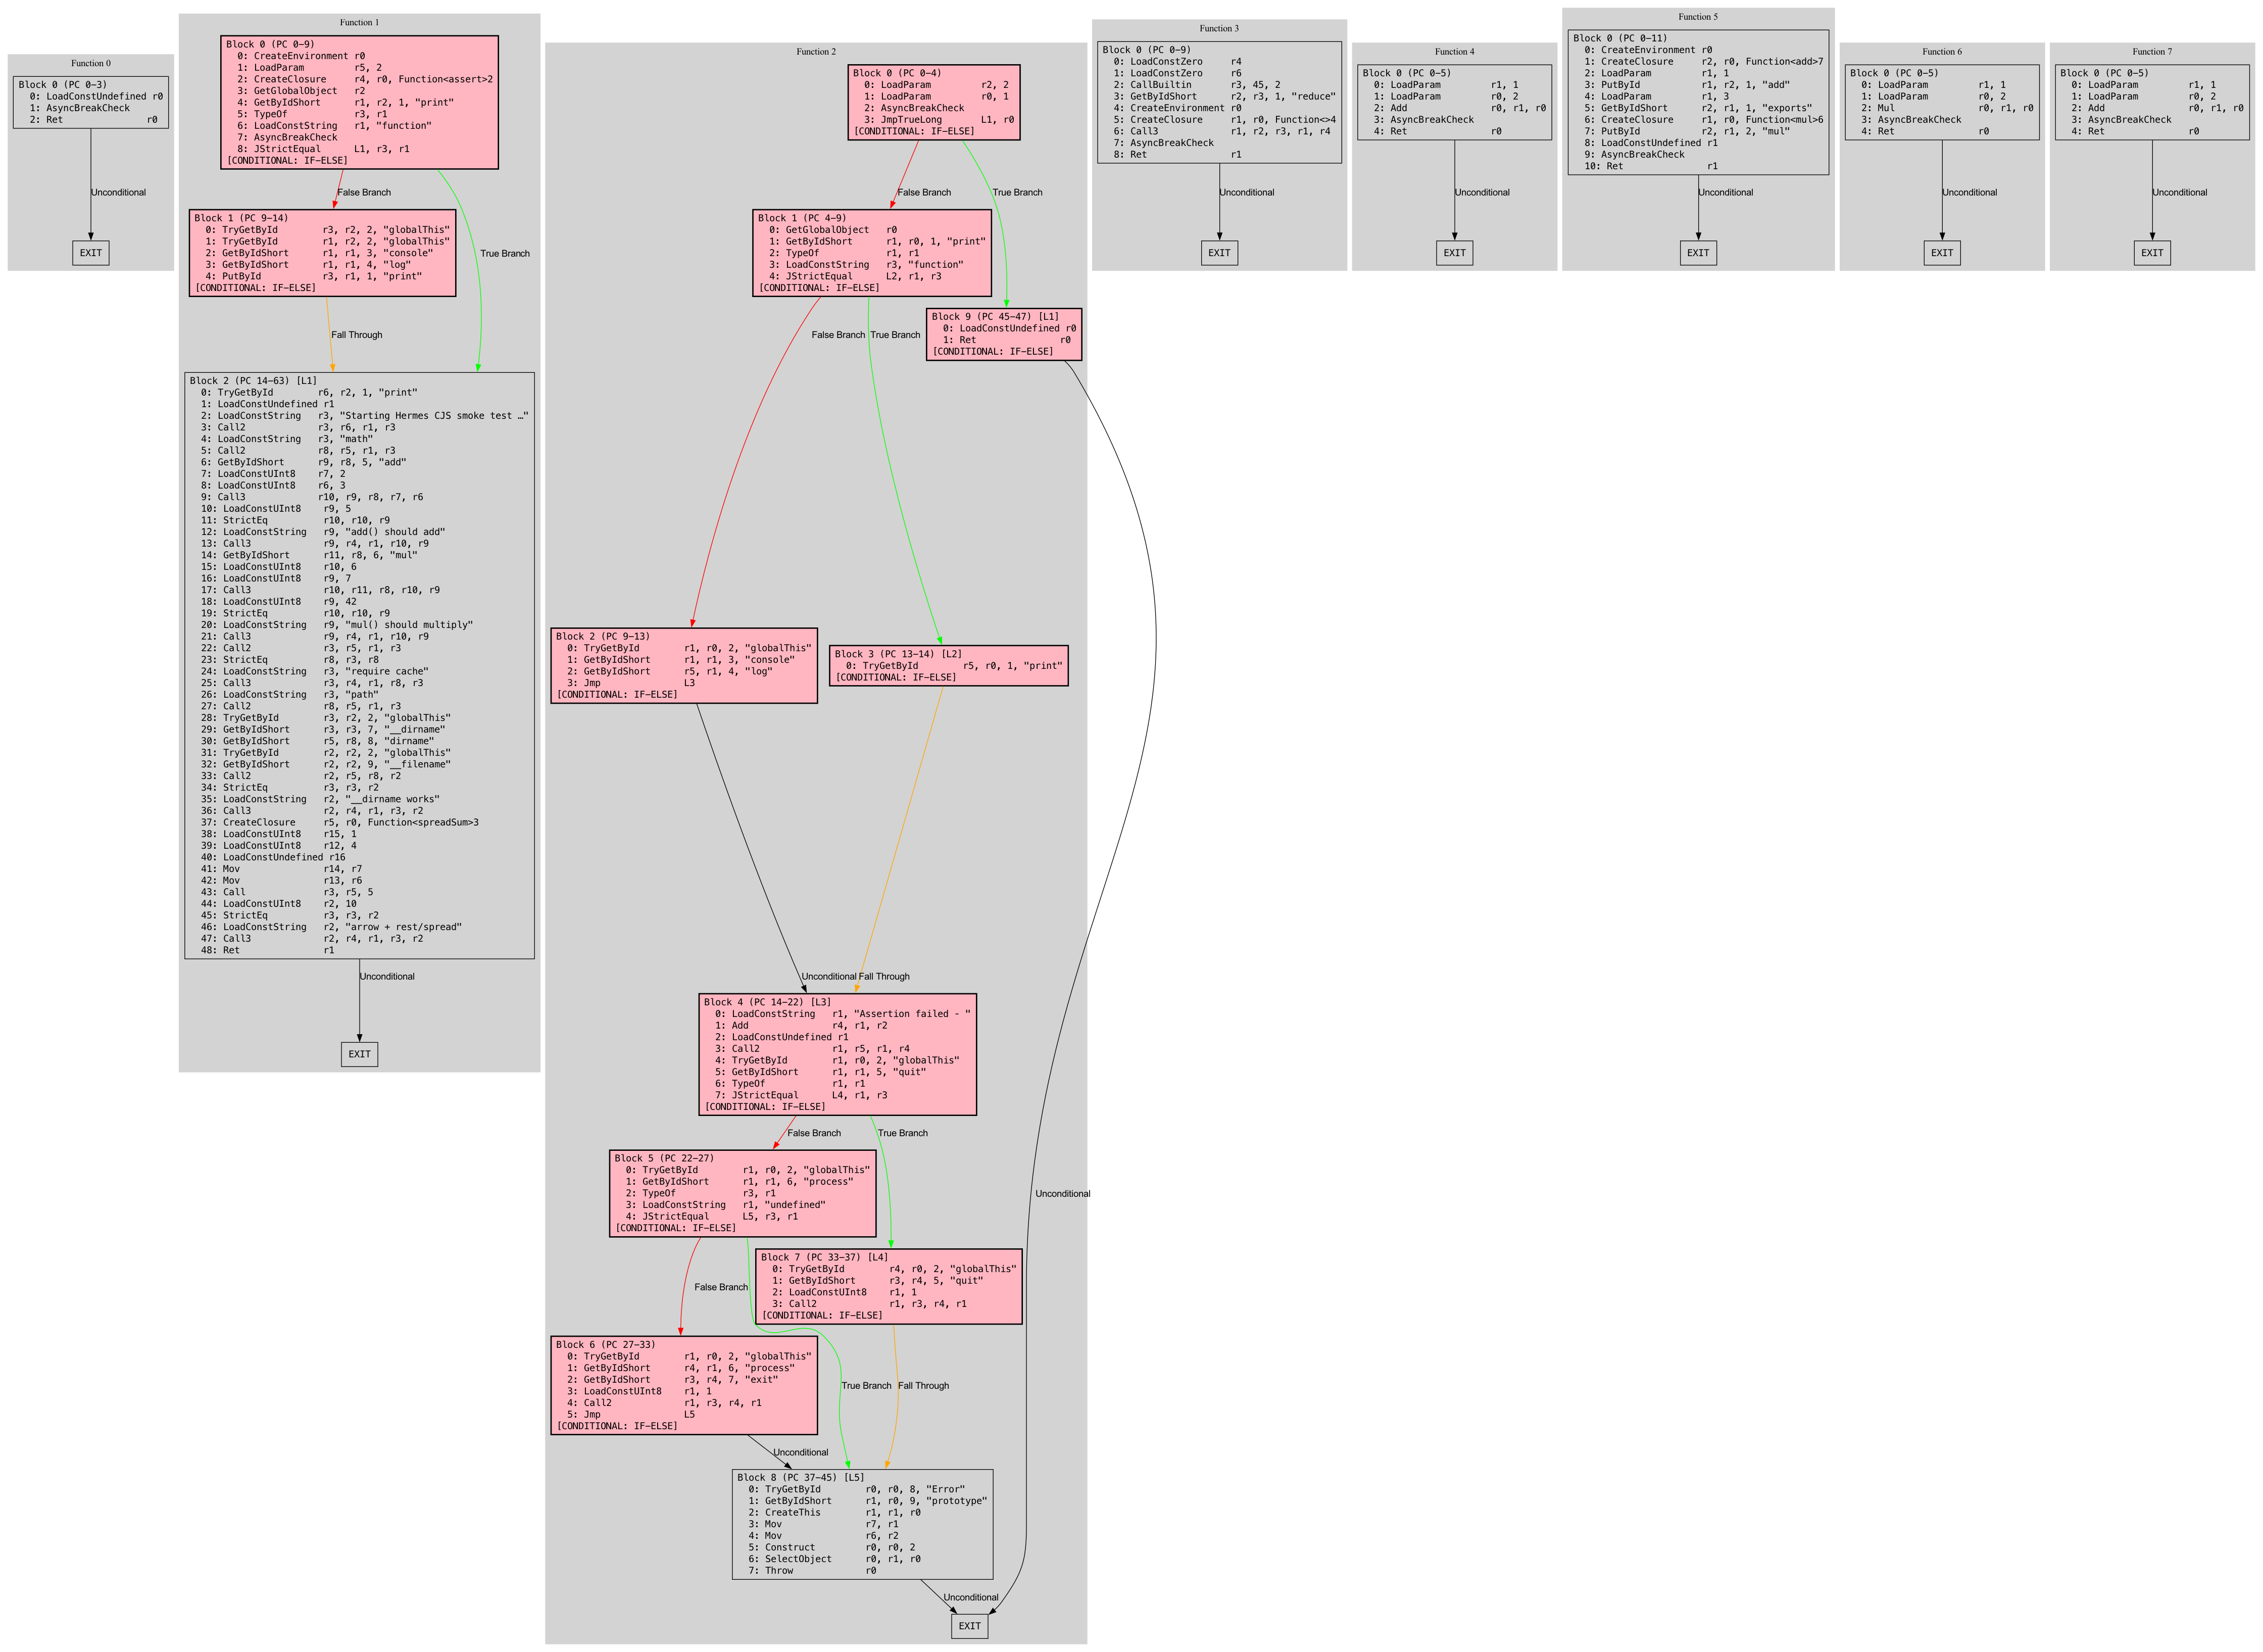 Function 0
Block 0 (PC 0-3)
0: LoadConstUndefined r0
1: AsyncBreakCheck
2: Ret r0
Unconditional
EXIT
Function 1
Block 0 (PC 0-9)
0: CreateEnvironment r0
1: LoadParam r5, 2
2: CreateClosure r4, r0, Function<assert>2
3: GetGlobalObject r2
4: GetByIdShort r1, r2, 1, "print"
5: TypeOf r3, r1
6: LoadConstString r1, "function"
7: AsyncBreakCheck
8: JStrictEqual L1, r3, r1
[CONDITIONAL: IF-ELSE]
False Branch
True Branch
Block 1 (PC 9-14)
0: TryGetById r3, r2, 2, "globalThis"
1: TryGetById r1, r2, 2, "globalThis"
2: GetByIdShort r1, r1, 3, "console"
3: GetByIdShort r1, r1, 4, "log"
4: PutById r3, r1, 1, "print"
[CONDITIONAL: IF-ELSE]
Fall Through
Block 2 (PC 14-63) [L1]
0: TryGetById r6, r2, 1, "print"
1: LoadConstUndefined r1
2: LoadConstString r3, "Starting Hermes CJS smoke test …"
3: Call2 r3, r6, r1, r3
4: LoadConstString r3, "math"
5: Call2 r8, r5, r1, r3
6: GetByIdShort r9, r8, 5, "add"
7: LoadConstUInt8 r7, 2
8: LoadConstUInt8 r6, 3
9: Call3 r10, r9, r8, r7, r6
10: LoadConstUInt8 r9, 5
11: StrictEq r10, r10, r9
12: LoadConstString r9, "add() should add"
13: Call3 r9, r4, r1, r10, r9
14: GetByIdShort r11, r8, 6, "mul"
15: LoadConstUInt8 r10, 6
16: LoadConstUInt8 r9, 7
17: Call3 r10, r11, r8, r10, r9
18: LoadConstUInt8 r9, 42
19: StrictEq r10, r10, r9
20: LoadConstString r9, "mul() should multiply"
21: Call3 r9, r4, r1, r10, r9
22: Call2 r3, r5, r1, r3
23: StrictEq r8, r3, r8
24: LoadConstString r3, "require cache"
25: Call3 r3, r4, r1, r8, r3
26: LoadConstString r3, "path"
27: Call2 r8, r5, r1, r3
28: TryGetById r3, r2, 2, "globalThis"
29: GetByIdShort r3, r3, 7, "__dirname"
30: GetByIdShort r5, r8, 8, "dirname"
31: TryGetById r2, r2, 2, "globalThis"
32: GetByIdShort r2, r2, 9, "__filename"
33: Call2 r2, r5, r8, r2
34: StrictEq r3, r3, r2
35: LoadConstString r2, "__dirname works"
36: Call3 r2, r4, r1, r3, r2
37: CreateClosure r5, r0, Function<spreadSum>3
38: LoadConstUInt8 r15, 1
39: LoadConstUInt8 r12, 4
40: LoadConstUndefined r16
41: Mov r14, r7
42: Mov r13, r6
43: Call r3, r5, 5
44: LoadConstUInt8 r2, 10
45: StrictEq r3, r3, r2
46: LoadConstString r2, "arrow + rest/spread"
47: Call3 r2, r4, r1, r3, r2
48: Ret r1
Unconditional
EXIT
Function 2
Block 0 (PC 0-4)
0: LoadParam r2, 2
1: LoadParam r0, 1
2: AsyncBreakCheck
3: JmpTrueLong L1, r0
[CONDITIONAL: IF-ELSE]
False Branch
True Branch
Block 1 (PC 4-9)
0: GetGlobalObject r0
1: GetByIdShort r1, r0, 1, "print"
2: TypeOf r1, r1
3: LoadConstString r3, "function"
4: JStrictEqual L2, r1, r3
[CONDITIONAL: IF-ELSE]
Block 9 (PC 45-47) [L1]
0: LoadConstUndefined r0
1: Ret r0
[CONDITIONAL: IF-ELSE]
False Branch
True Branch
Block 2 (PC 9-13)
0: TryGetById r1, r0, 2, "globalThis"
1: GetByIdShort r1, r1, 3, "console"
2: GetByIdShort r5, r1, 4, "log"
3: Jmp L3
[CONDITIONAL: IF-ELSE]
Block 3 (PC 13-14) [L2]
0: TryGetById r5, r0, 1, "print"
[CONDITIONAL: IF-ELSE]
Unconditional
Fall Through
Block 4 (PC 14-22) [L3]
0: LoadConstString r1, "Assertion failed - "
1: Add r4, r1, r2
2: LoadConstUndefined r1
3: Call2 r1, r5, r1, r4
4: TryGetById r1, r0, 2, "globalThis"
5: GetByIdShort r1, r1, 5, "quit"
6: TypeOf r1, r1
7: JStrictEqual L4, r1, r3
[CONDITIONAL: IF-ELSE]
False Branch
True Branch
Block 5 (PC 22-27)
0: TryGetById r1, r0, 2, "globalThis"
1: GetByIdShort r1, r1, 6, "process"
2: TypeOf r3, r1
3: LoadConstString r1, "undefined"
4: JStrictEqual L5, r3, r1
[CONDITIONAL: IF-ELSE]
Unconditional
False Branch
Block 7 (PC 33-37) [L4]
0: TryGetById r4, r0, 2, "globalThis"
1: GetByIdShort r3, r4, 5, "quit"
2: LoadConstUInt8 r1, 1
3: Call2 r1, r3, r4, r1
[CONDITIONAL: IF-ELSE]
Block 6 (PC 27-33)
0: TryGetById r1, r0, 2, "globalThis"
1: GetByIdShort r4, r1, 6, "process"
2: GetByIdShort r3, r4, 7, "exit"
3: LoadConstUInt8 r1, 1
4: Call2 r1, r3, r4, r1
5: Jmp L5
[CONDITIONAL: IF-ELSE]
True Branch
Fall Through
Unconditional
Block 8 (PC 37-45) [L5]
0: TryGetById r0, r0, 8, "Error"
1: GetByIdShort r1, r0, 9, "prototype"
2: CreateThis r1, r1, r0
3: Mov r7, r1
4: Mov r6, r2
5: Construct r0, r0, 2
6: SelectObject r0, r1, r0
7: Throw r0
Unconditional
EXIT
Function 3
Block 0 (PC 0-9)
0: LoadConstZero r4
1: LoadConstZero r6
2: CallBuiltin r3, 45, 2
3: GetByIdShort r2, r3, 1, "reduce"
4: CreateEnvironment r0
5: CreateClosure r1, r0, Function<>4
6: Call3 r1, r2, r3, r1, r4
7: AsyncBreakCheck
8: Ret r1
Unconditional
EXIT
Function 4
Block 0 (PC 0-5)
0: LoadParam r1, 1
1: LoadParam r0, 2
2: Add r0, r1, r0
3: AsyncBreakCheck
4: Ret r0
Unconditional
EXIT
Function 5
Block 0 (PC 0-11)
0: CreateEnvironment r0
1: CreateClosure r2, r0, Function<add>7
2: LoadParam r1, 1
3: PutById r1, r2, 1, "add"
4: LoadParam r1, 3
5: GetByIdShort r2, r1, 1, "exports"
6: CreateClosure r1, r0, Function<mul>6
7: PutById r2, r1, 2, "mul"
8: LoadConstUndefined r1
9: AsyncBreakCheck
10: Ret r1
Unconditional
EXIT
Function 6
Block 0 (PC 0-5)
0: LoadParam r1, 1
1: LoadParam r0, 2
2: Mul r0, r1, r0
3: AsyncBreakCheck
4: Ret r0
Unconditional
EXIT
Function 7
Block 0 (PC 0-5)
0: LoadParam r1, 1
1: LoadParam r0, 2
2: Add r0, r1, r0
3: AsyncBreakCheck
4: Ret r0
Unconditional
EXIT